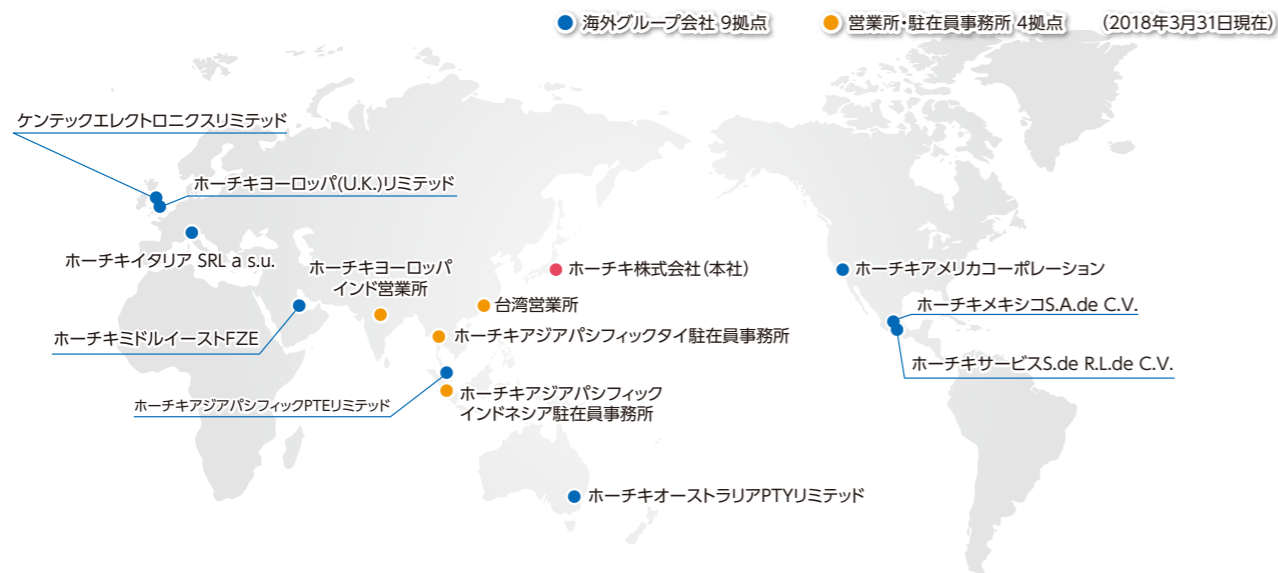 海外グループ会社 9拠点
営業所・駐在員事務所 4拠点
(2018年3月31日現在)
ケンテックエレクトロニクスリミテッド
ホーチキヨーロッパ(U.K.)リミテッド
ホーチキイタリア SRL a s.u.
ホーチキヨーロッパ
インド営業所
ホーチキ株式会社(本社)
ホーチキアメリカコーポレーション
台湾営業所
ホーチキメキシコS.A.de C.V.
ホーチキミドルイーストFZE
ホーチキアジアパシフィックタイ駐在員事務所
ホーチキサービスS.de R.L.de C.V.
ホーチキアジアパシフィックPTEリミテッド
ホーチキアジアパシフィック
インドネシア駐在員事務所
ホーチキオーストラリアPTYリミテッド